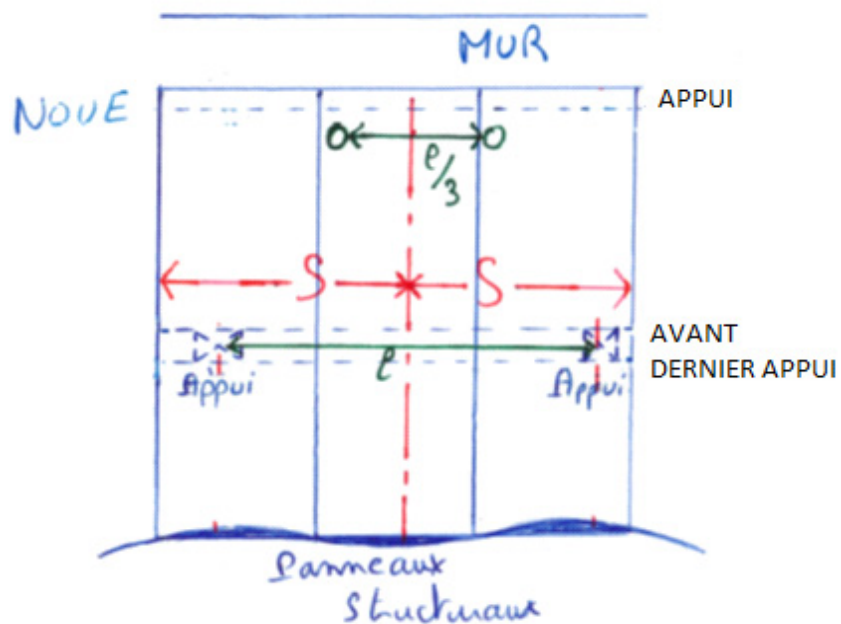 MUR
NOUE
APPUI
l/3
S
S
AVANT
DERNIER APPUI
l
Appui
Appui
Panneaux
Structuraux